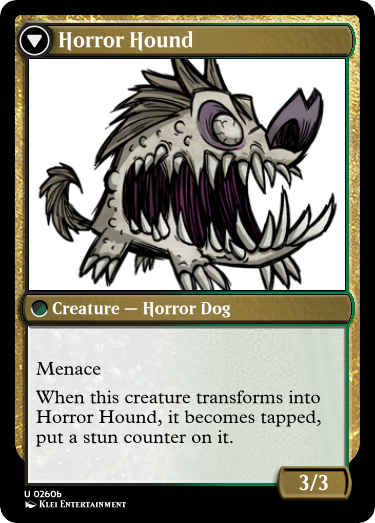 Horror Hound
Creature — Horror Dog
Menace
When this creature transforms into
Horror Hound, it becomes tapped,
put a stun counter on it.
3/3
U 0260b
Klei Entertainment